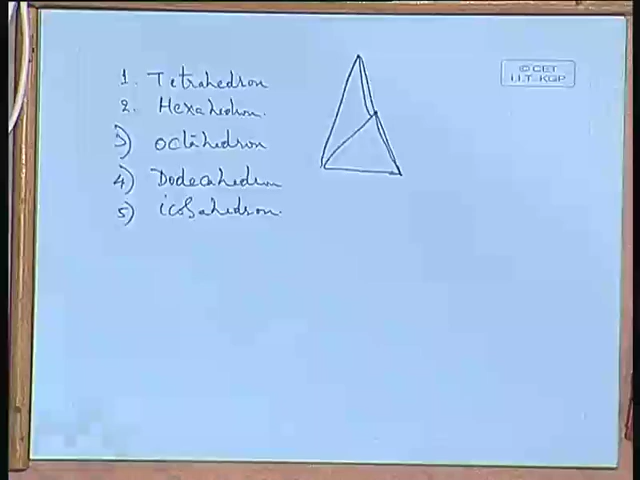 1. Tetrahedron
2. Hexahedron.
3) octahedron
4) Dodecahedron
5) icosahedron.
© CET
I.I.T. KGP